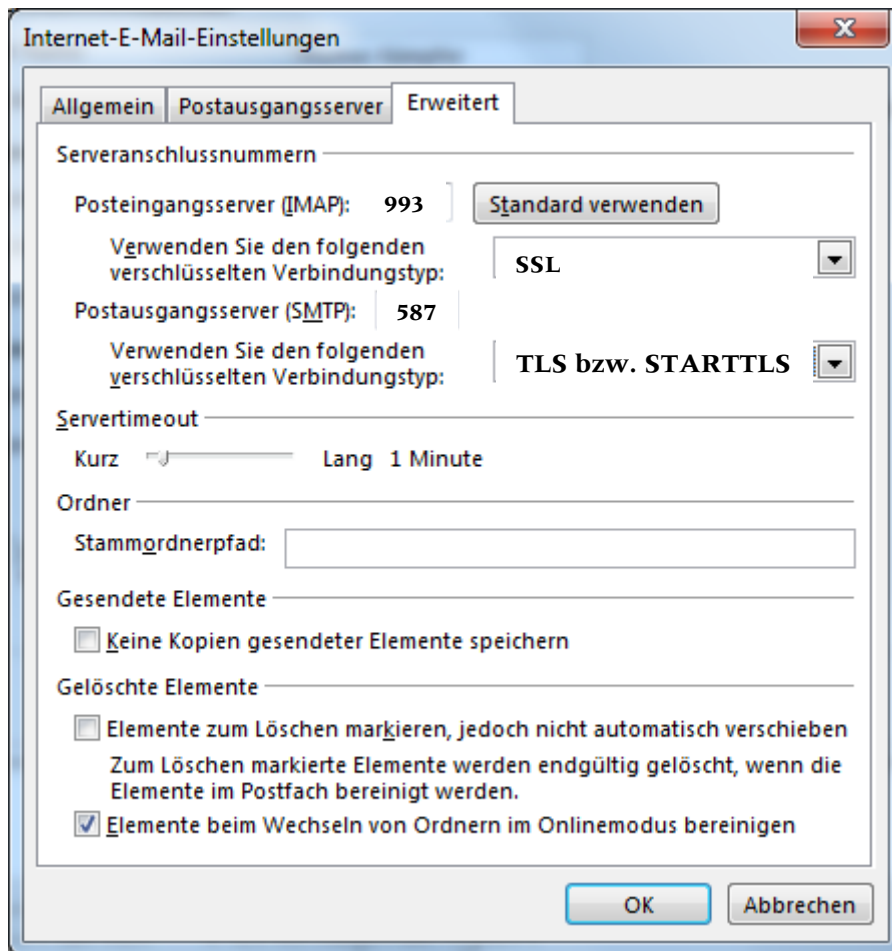 Internet-E-Mail-Einstellungen
Allgemein Postausgangsserver Erweitert
Serveranschlussnummern
Posteingangsserver (IMAP): 993 Standard verwenden
Verwenden Sie den folgenden
verschlüsselten Verbindungstyp: SSL
Postausgangsserver (SMTP): 587
Verwenden Sie den folgenden
verschlüsselten Verbindungstyp: TLS bzw. STARTTLS
Servertimeout
Kurz Lang 1 Minute
Ordner
Stammordnerpfad:
Gesendete Elemente
Keine Kopien gesendeter Elemente speichern
Gelöschte Elemente
Elemente zum Löschen markieren, jedoch nicht automatisch verschieben
Zum Löschen markierte Elemente werden endgültig gelöscht, wenn die
Elemente im Postfach bereinigt werden.
Elemente beim Wechseln von Ordnern im Onlinemodus bereinigen
OK Abbrechen